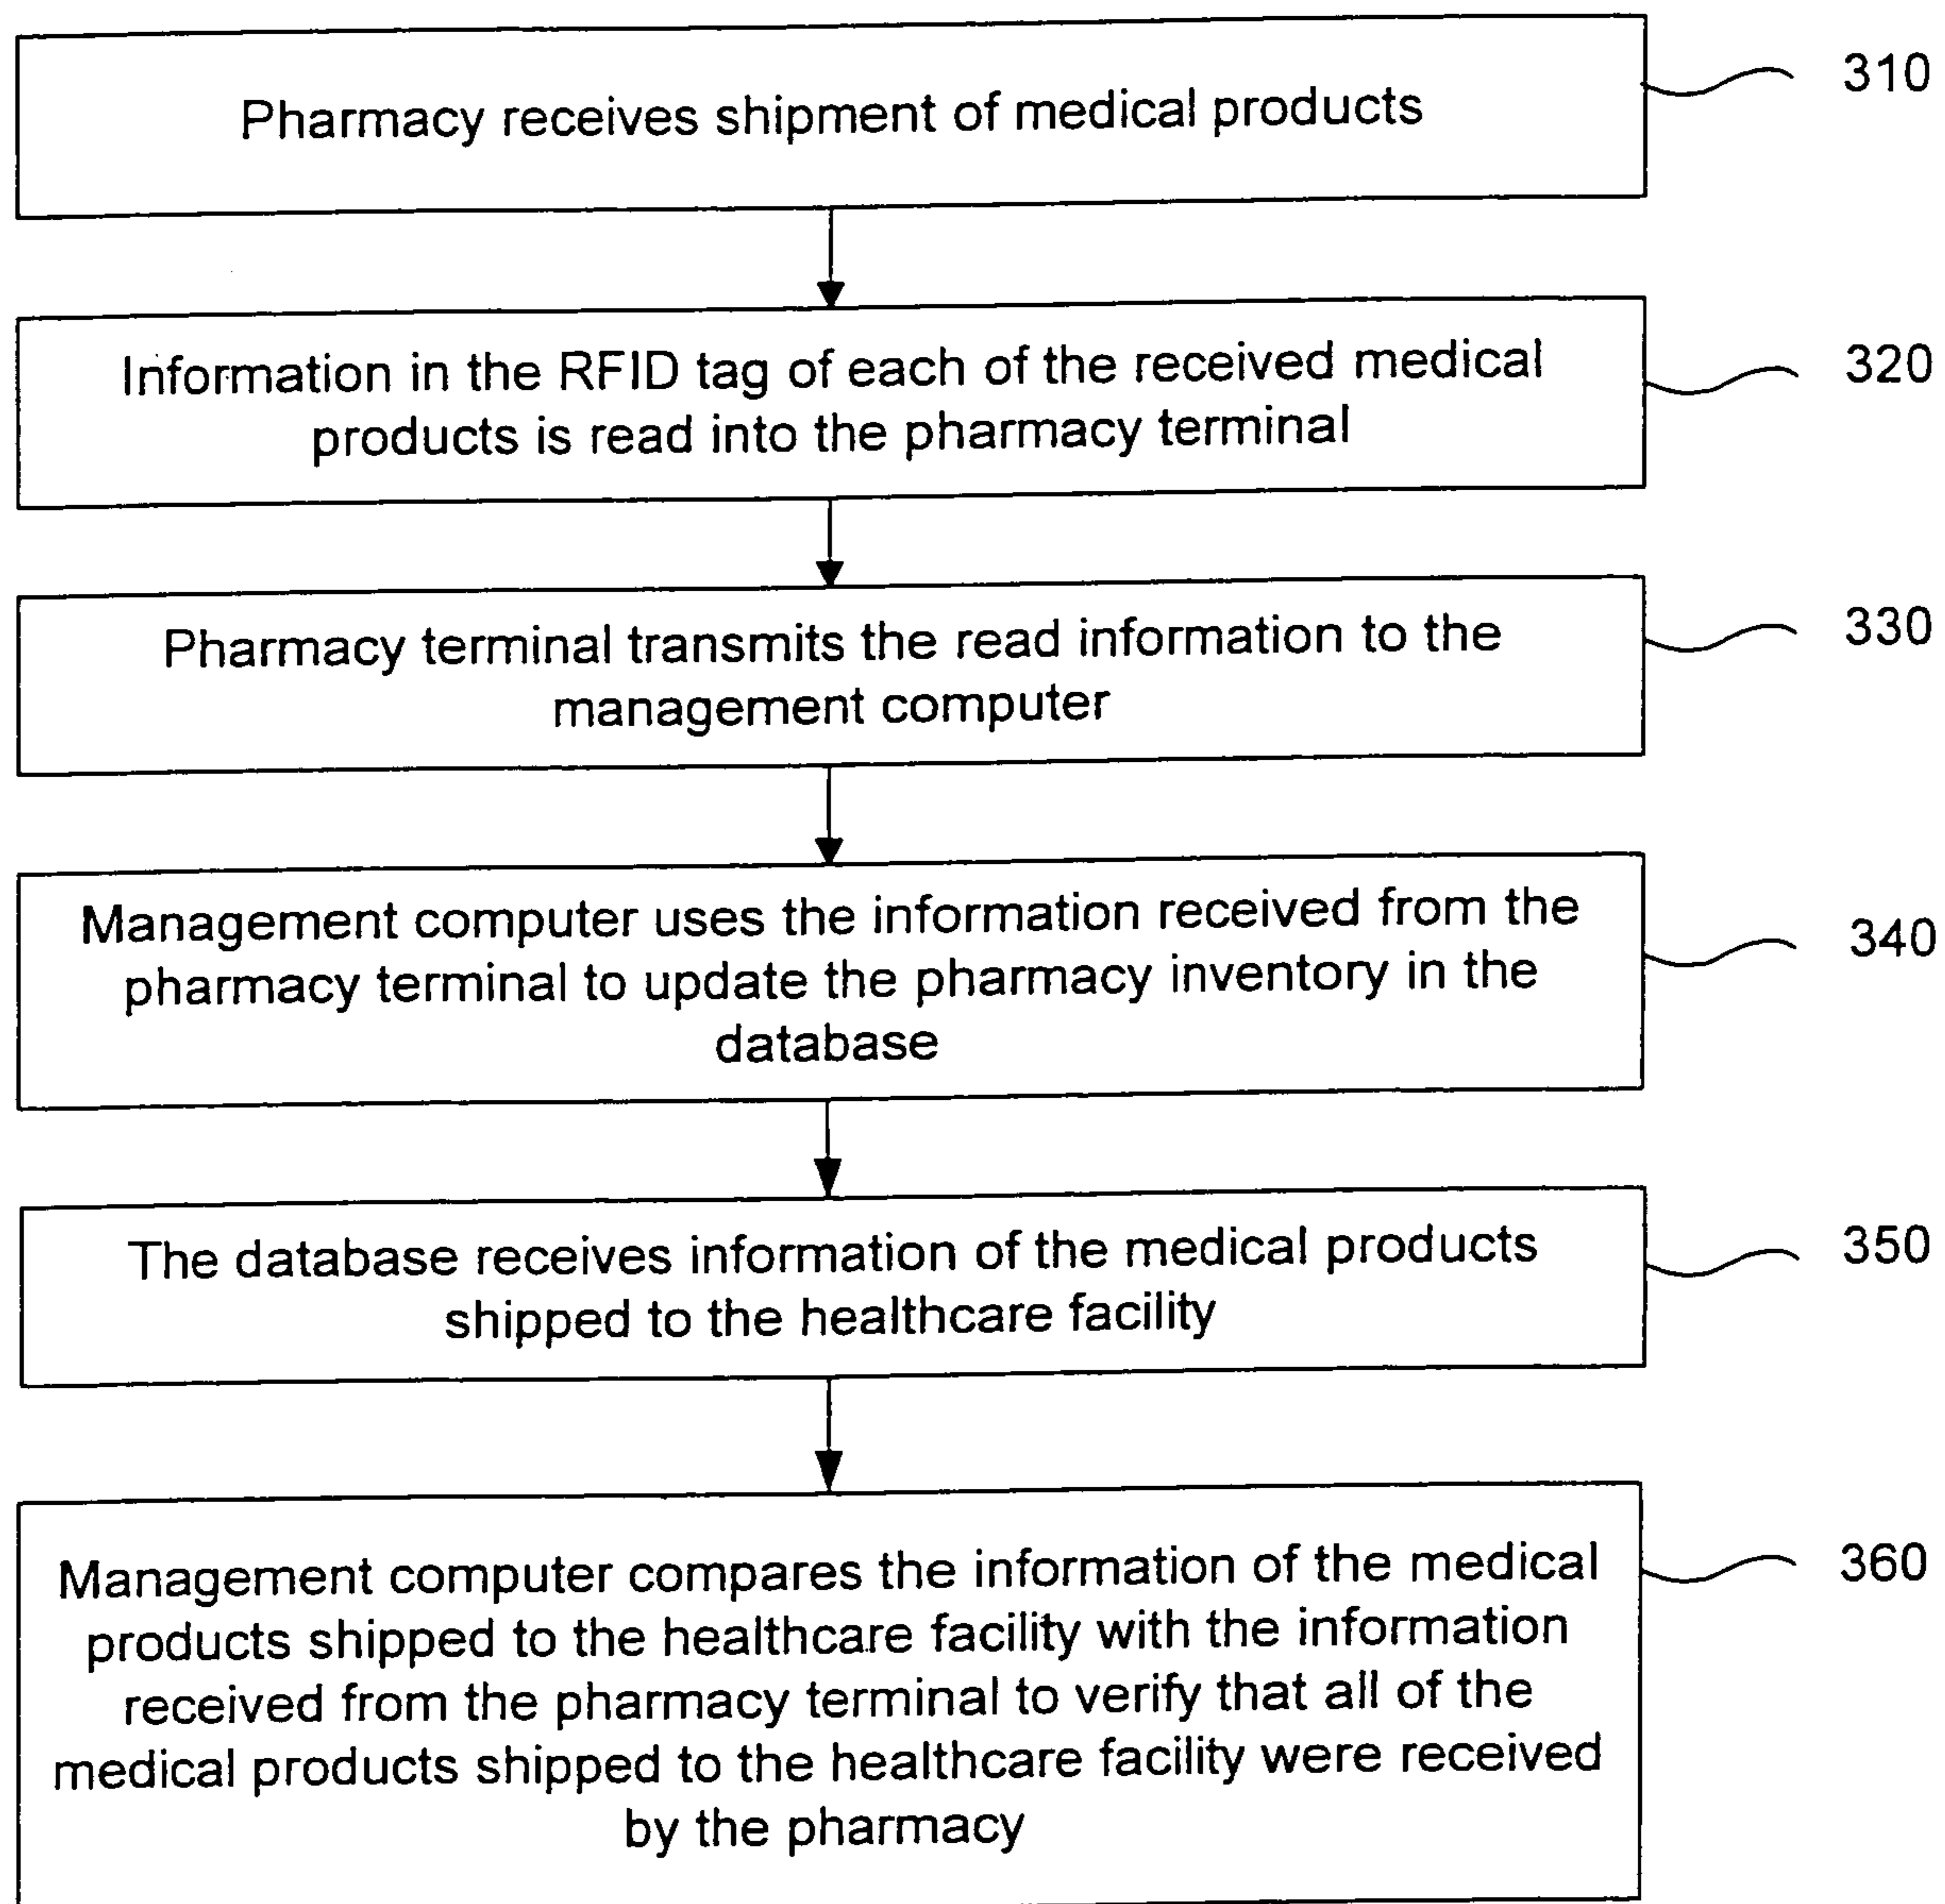 Pharmacy receives shipment of medical products
310
Information in the RFID tag of each of the received medical
products is read into the pharmacy terminal
320
Pharmacy terminal transmits the read information to the
management computer
330
Management computer uses the information received from the
pharmacy terminal to update the pharmacy inventory in the
database
340
The database receives information of the medical products
shipped to the healthcare facility
350
Management computer compares the information of the medical
products shipped to the healthcare facility with the information
received from the pharmacy terminal to verify that all of the
medical products shipped to the healthcare facility were received
by the pharmacy
360